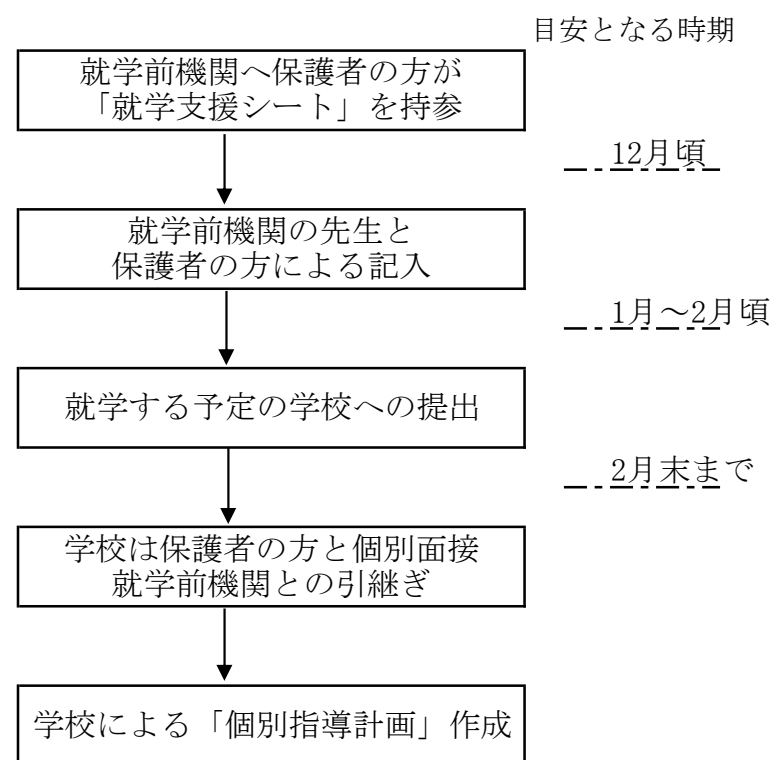 目安となる時期
就学前機関へ保護者の方が
「就学支援シート」を持参
12月頃
就学前機関の先生と
保護者の方による記入
1月~2月頃
就学する予定の学校への提出
2月末まで
学校は保護者の方と個別面接
就学前機関との引継ぎ
学校による「個別指導計画」作成